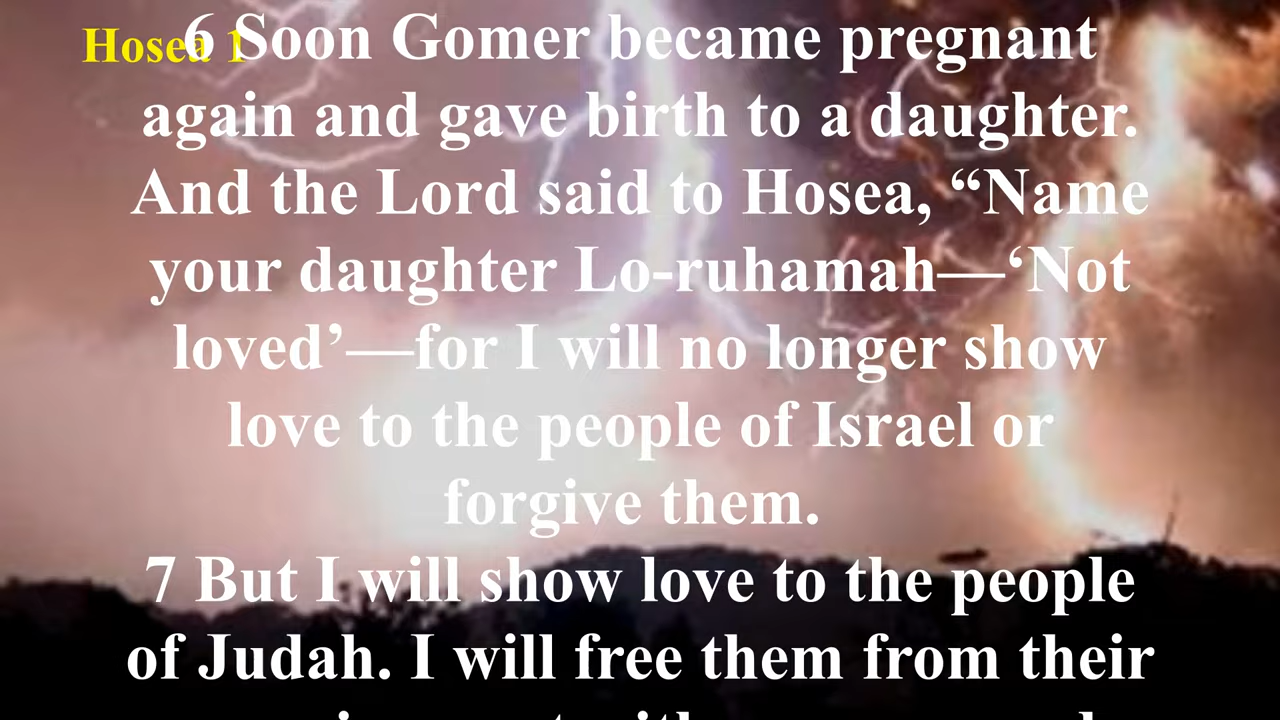 Hosea 1
6 Soon Gomer became pregnant
again and gave birth to a daughter.
And the Lord said to Hosea, “Name
your daughter Lo-ruhamah—‘Not
loved’—for I will no longer show
love to the people of Israel or
forgive them.
7 But I will show love to the people
of Judah. I will free them from their